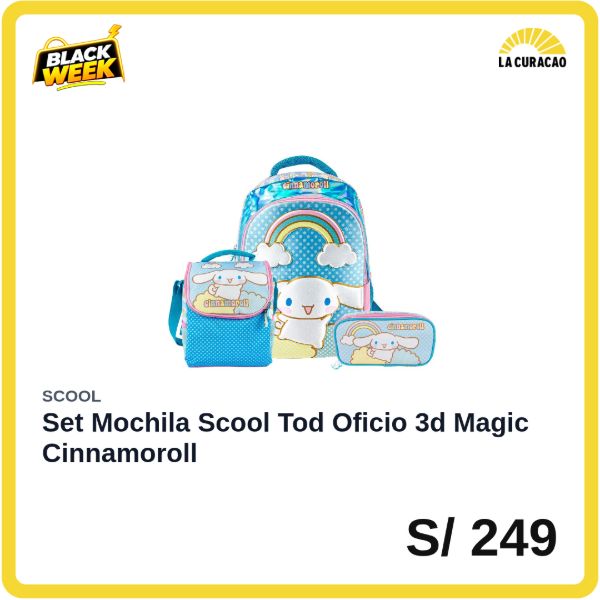 BLACK
WEEK
LA CURACAO
cinnamoroll
cinnamoroll
cinnamoroll
SCOOL
Set Mochila Scool Tod Oficio 3d Magic
Cinnamoroll
S/ 249